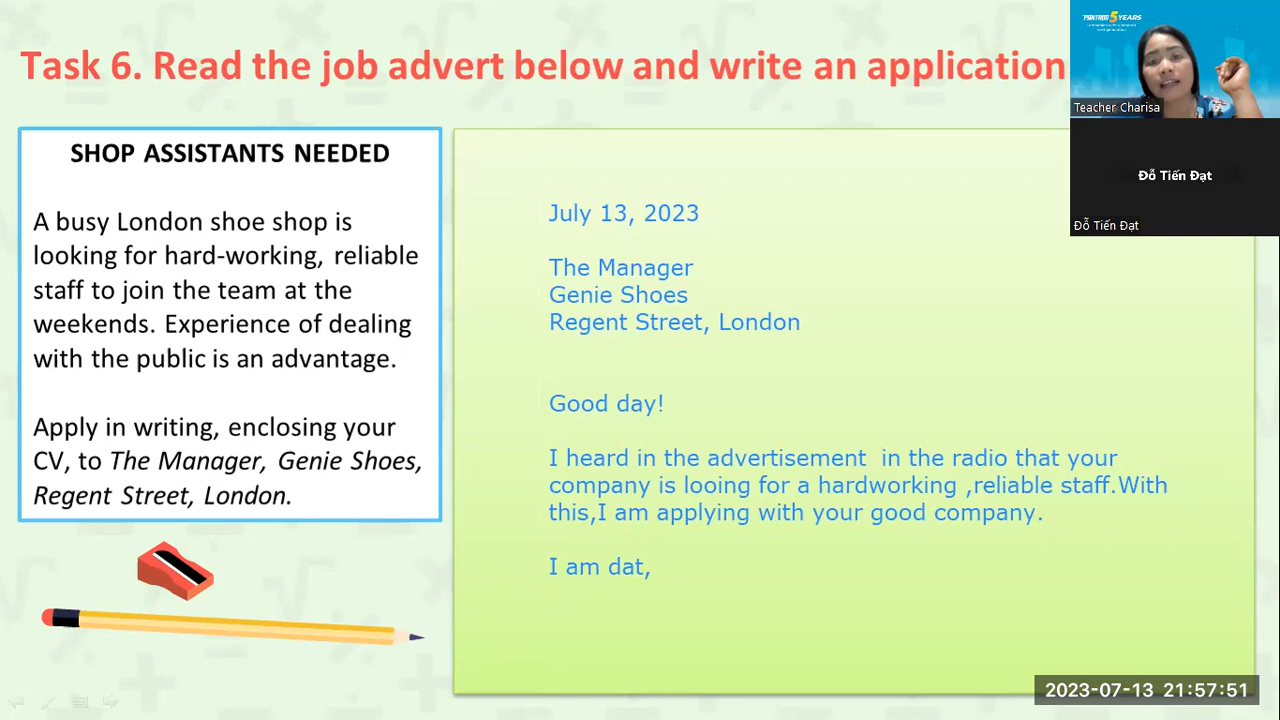 Task 6. Read the job advert below and write an application
SHOP ASSISTANTS NEEDED
A busy London shoe shop is
looking for hard-working, reliable
staff to join the team at the
weekends. Experience of dealing
with the public is an advantage.
Apply in writing, enclosing your
CV, to The Manager, Genie Shoes,
Regent Street, London.
July 13, 2023
The Manager
Genie Shoes
Regent Street, London
Good day!
I heard in the advertisement  in the radio that your
company is looing for a hardworking ,reliable staff.With
this,I am applying with your good company.
I am dat,
5 YEARS
Teacher Charisa
Đỗ Tiến Đạt
Đỗ Tiến Đạt
2023-07-13 21:57:51